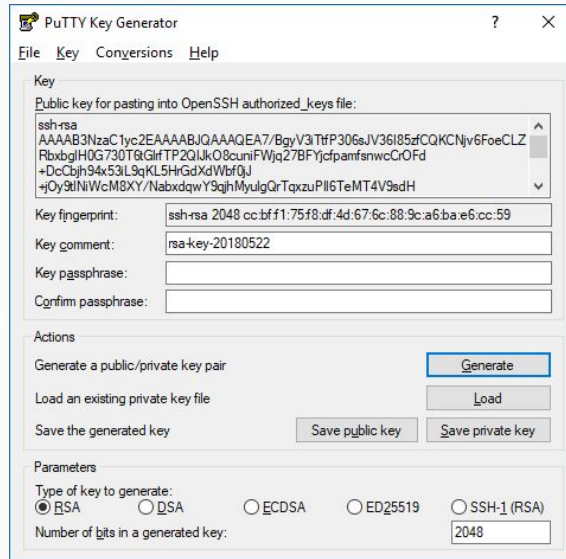 PuTTY Key Generator
File Key Conversions Help
Key
Public key for pasting into OpenSSH authorized_keys file:
ssh-rsa
AAAAB3NzaC1yc2EAAAABJQAAAQEA7/BgyV3iTtfP306sJV36I85zfCQKCNjv6FoeCLZ
RbxbglH0G730T6tGlrfTP2QIJkO8cuniFWjq27BFYjcfpamfsnwcCrOFd
+DcCbjh94x53iL9qKL5HrGdXdWbf0jJ
+jOy9tlNiWcM8XY/NabxdqwY9qjhMyulgQrTqxzuPIl6TeMT4V9sdH
Key fingerprint: ssh-rsa 2048 cc:bf:f1:75:f8:df:4d:67:6c:88:9c:a6:ba:e6:cc:59
Key comment: rsa-key-20180522
Key passphrase:
Confirm passphrase:
Actions
Generate a public/private key pair Generate
Load an existing private key file Load
Save the generated key Save public key Save private key
Parameters
Type of key to generate:
RSA DSA ECDSA ED25519 SSH-1 (RSA)
Number of bits in a generated key: 2048